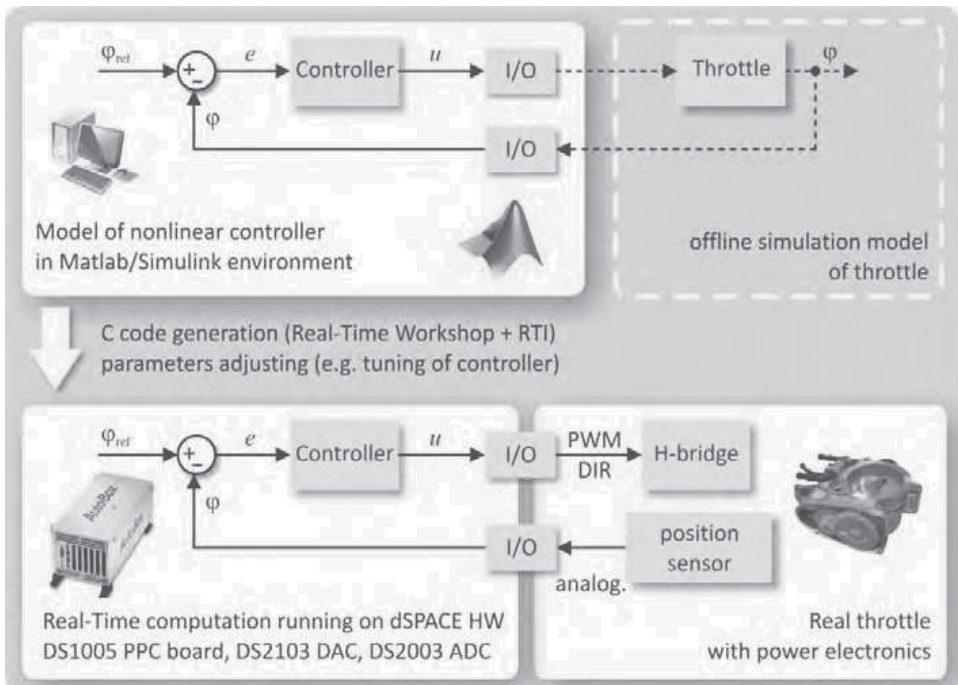 φref
e
Controller
u
I/O
Throttle
φ
+
−
φ
I/O
Model of nonlinear controller
in Matlab/Simulink environment
offline simulation model
of throttle
C code generation (Real-Time Workshop + RTI)
parameters adjusting (e.g. tuning of controller)
φref
e
Controller
u
I/O
PWM
DIR
H-bridge
+
−
φ
AutoBox
I/O
analog.
position
sensor
Real-Time computation running on dSPACE HW
DS1005 PPC board, DS2103 DAC, DS2003 ADC
Real throttle
with power electronics